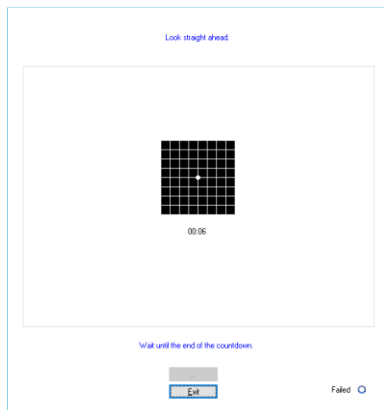 Look straight ahead.
00:06
Wait until the end of the countdown.
...
Exit
Failed